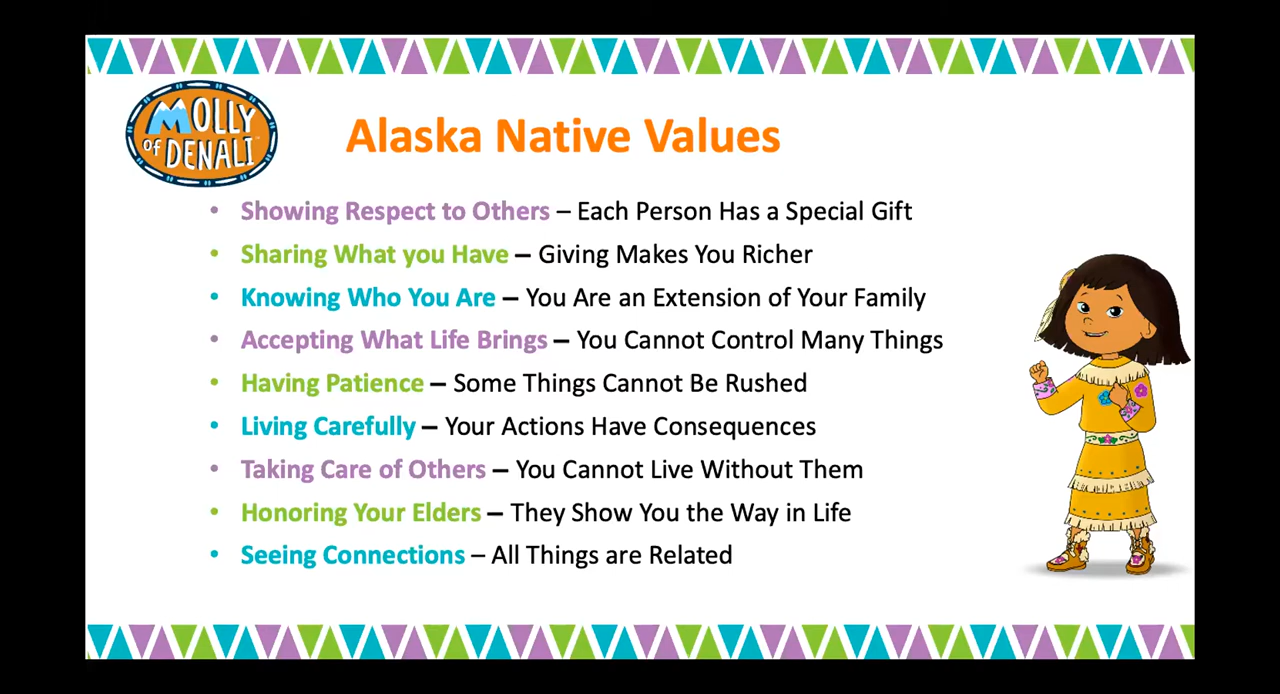 MOLLY
of DENALI™
Alaska Native Values
• Showing Respect to Others – Each Person Has a Special Gift
• Sharing What you Have – Giving Makes You Richer
• Knowing Who You Are – You Are an Extension of Your Family
• Accepting What Life Brings – You Cannot Control Many Things
• Having Patience – Some Things Cannot Be Rushed
• Living Carefully – Your Actions Have Consequences
• Taking Care of Others – You Cannot Live Without Them
• Honoring Your Elders – They Show You the Way in Life
• Seeing Connections – All Things are Related